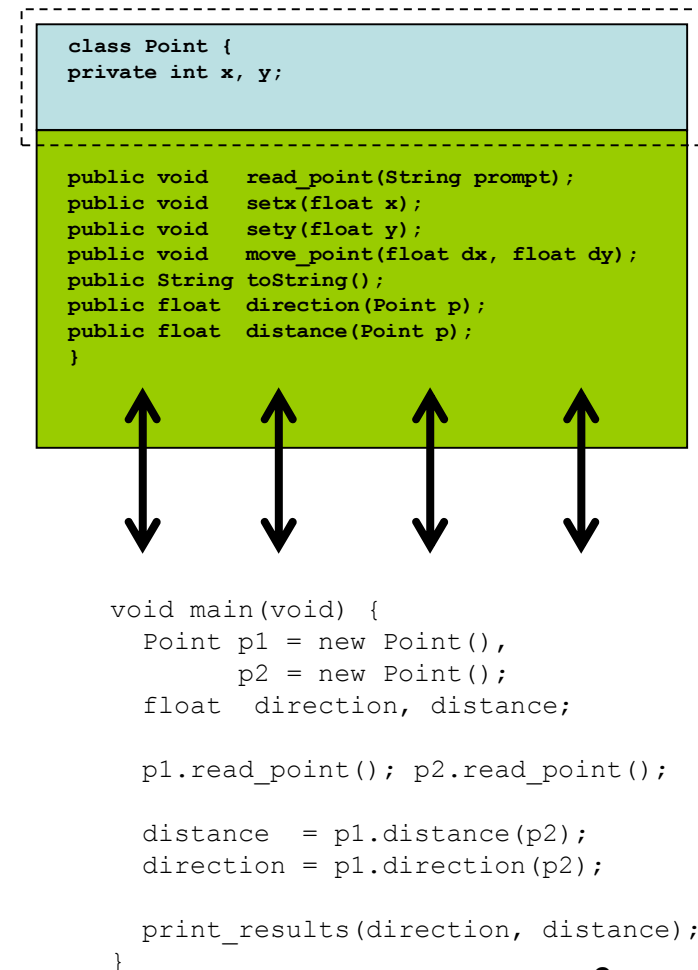 class Point {
private int x, y;
public void read_point(String prompt);
public void setx(float x);
public void sety(float y);
public void move_point(float dx, float dy);
public String toString();
public float direction(Point p);
public float distance(Point p);
}
void main(void) {
Point p1 = new Point(),
p2 = new Point();
float direction, distance;
p1.read_point(); p2.read_point();
distance = p1.distance(p2);
direction = p1.direction(p2);
print_results(direction, distance);
}